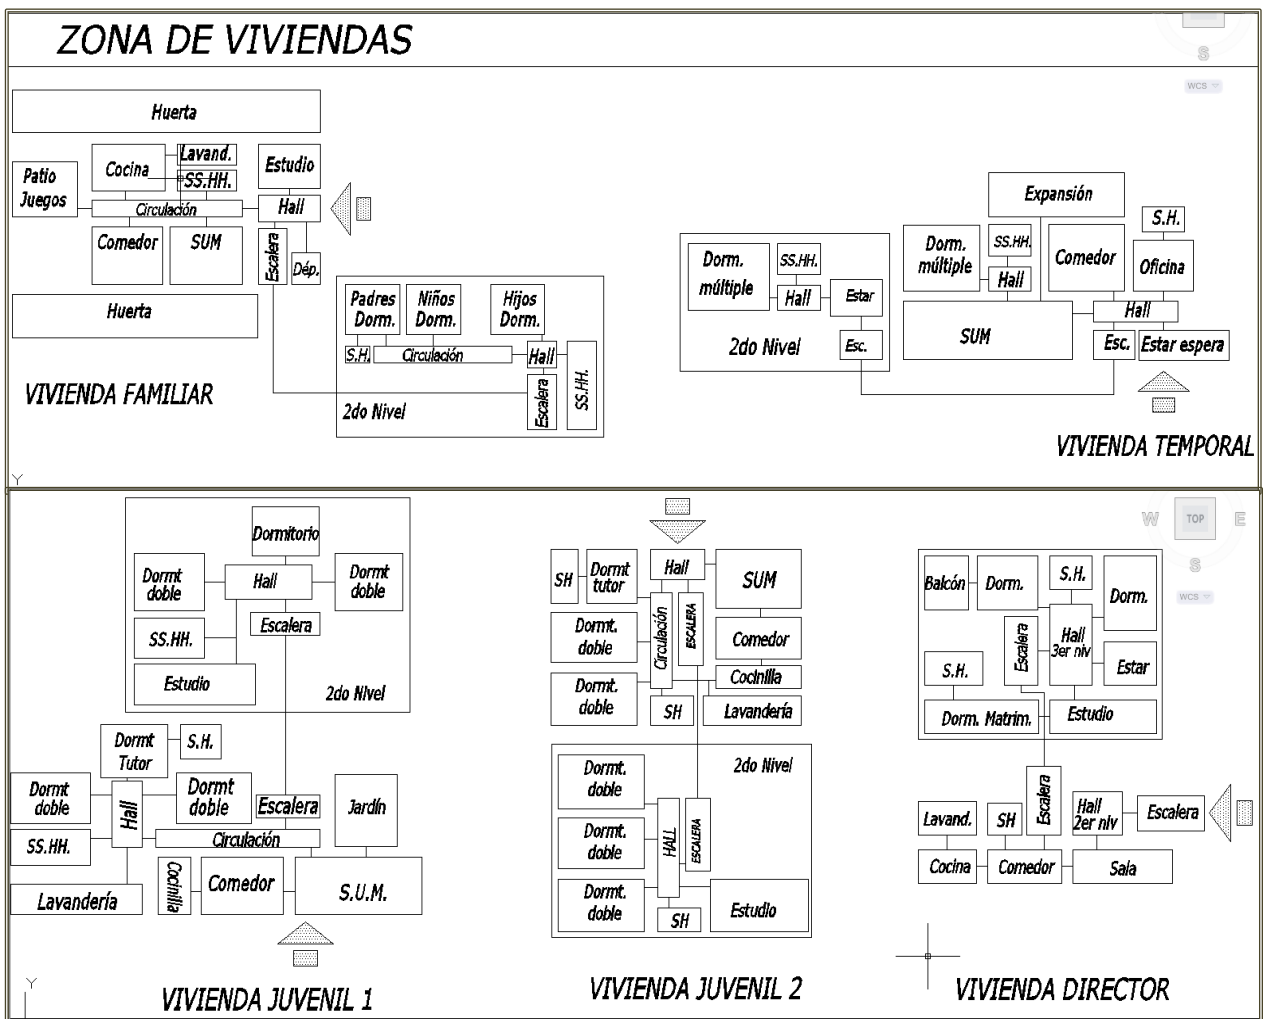 ZONA DE VIVIENDAS
S
WCS
Huerta
Patio
Juegos
Cocina
Lavand.
SS.HH.
Estudio
Circulación
Hall
Comedor
SUM
Escalera
Dép.
Huerta
VIVIENDA FAMILIAR
Padres
Dorm.
Niños
Dorm.
Hijos
Dorm.
S.H.
Circulación
Hall
Escalera
SS.HH.
2do Nivel
Dorm.
múltiple
SS.HH.
Hall
Estar
2do Nivel
Esc.
Expansión
Dorm.
múltiple
SS.HH.
Hall
Comedor
S.H.
Oficina
SUM
Hall
Esc.
Estar espera
VIVIENDA TEMPORAL
Y
Dormitorio
Dormt
doble
Hall
Dormt
doble
SS.HH.
Escalera
Estudio
2do Nivel
Dormt
Tutor
S.H.
Dormt
doble
Hall
Dormt
doble
Escalera
Jardín
SS.HH.
Circulación
Lavandería
Cocinilla
Comedor
S.U.M.
VIVIENDA JUVENIL 1
Y
SH
Dormt
tutor
Hall
SUM
Dormt.
doble
Circulación
ESCALERA
Comedor
Dormt.
doble
Cocinilla
SH
Lavandería
2do Nivel
Dormt.
doble
Dormt.
doble
HALL
ESCALERA
Dormt.
doble
SH
Estudio
VIVIENDA JUVENIL 2
W
TOP
E
S
WCS
Balcón
Dorm.
S.H.
Dorm.
Escalera
Hall
3er niv
S.H.
Estar
Dorm. Matrim.
Estudio
Lavand.
SH
Escalera
Hall
2er niv
Escalera
Cocina
Comedor
Sala
VIVIENDA DIRECTOR